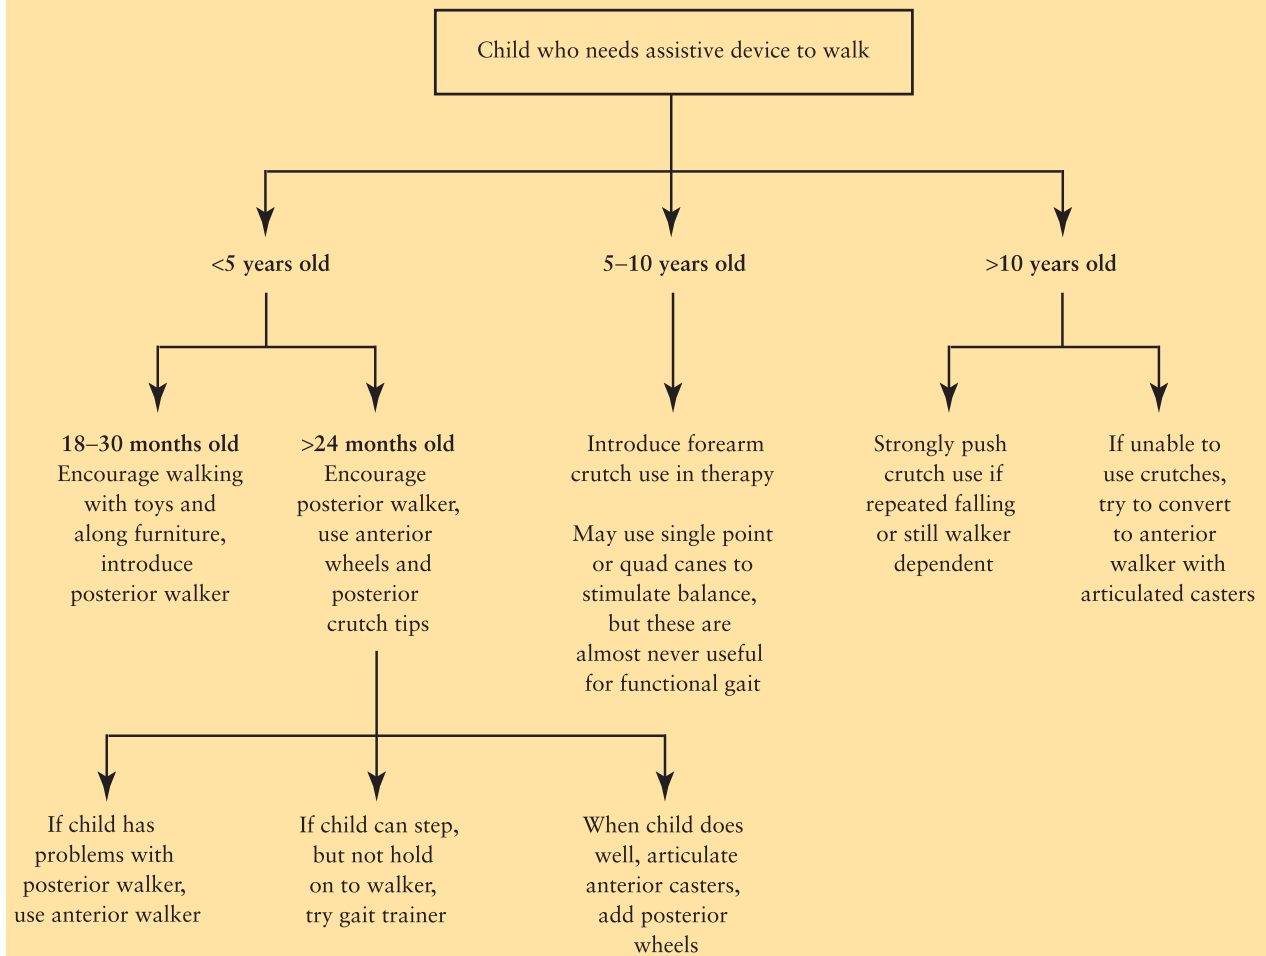 Child who needs assistive device to walk
<5 years old
5–10 years old
>10 years old
18–30 months old
Encourage walking
with toys and
along furniture,
introduce
posterior walker
>24 months old
Encourage
posterior walker,
use anterior
wheels and
posterior
crutch tips
Introduce forearm
crutch use in therapy
May use single point
or quad canes to
stimulate balance,
but these are
almost never useful
for functional gait
Strongly push
crutch use if
repeated falling
or still walker
dependent
If unable to
use crutches,
try to convert
to anterior
walker with
articulated casters
If child has
problems with
posterior walker,
use anterior walker
If child can step,
but not hold
on to walker,
try gait trainer
When child does
well, articulate
anterior casters,
add posterior
wheels